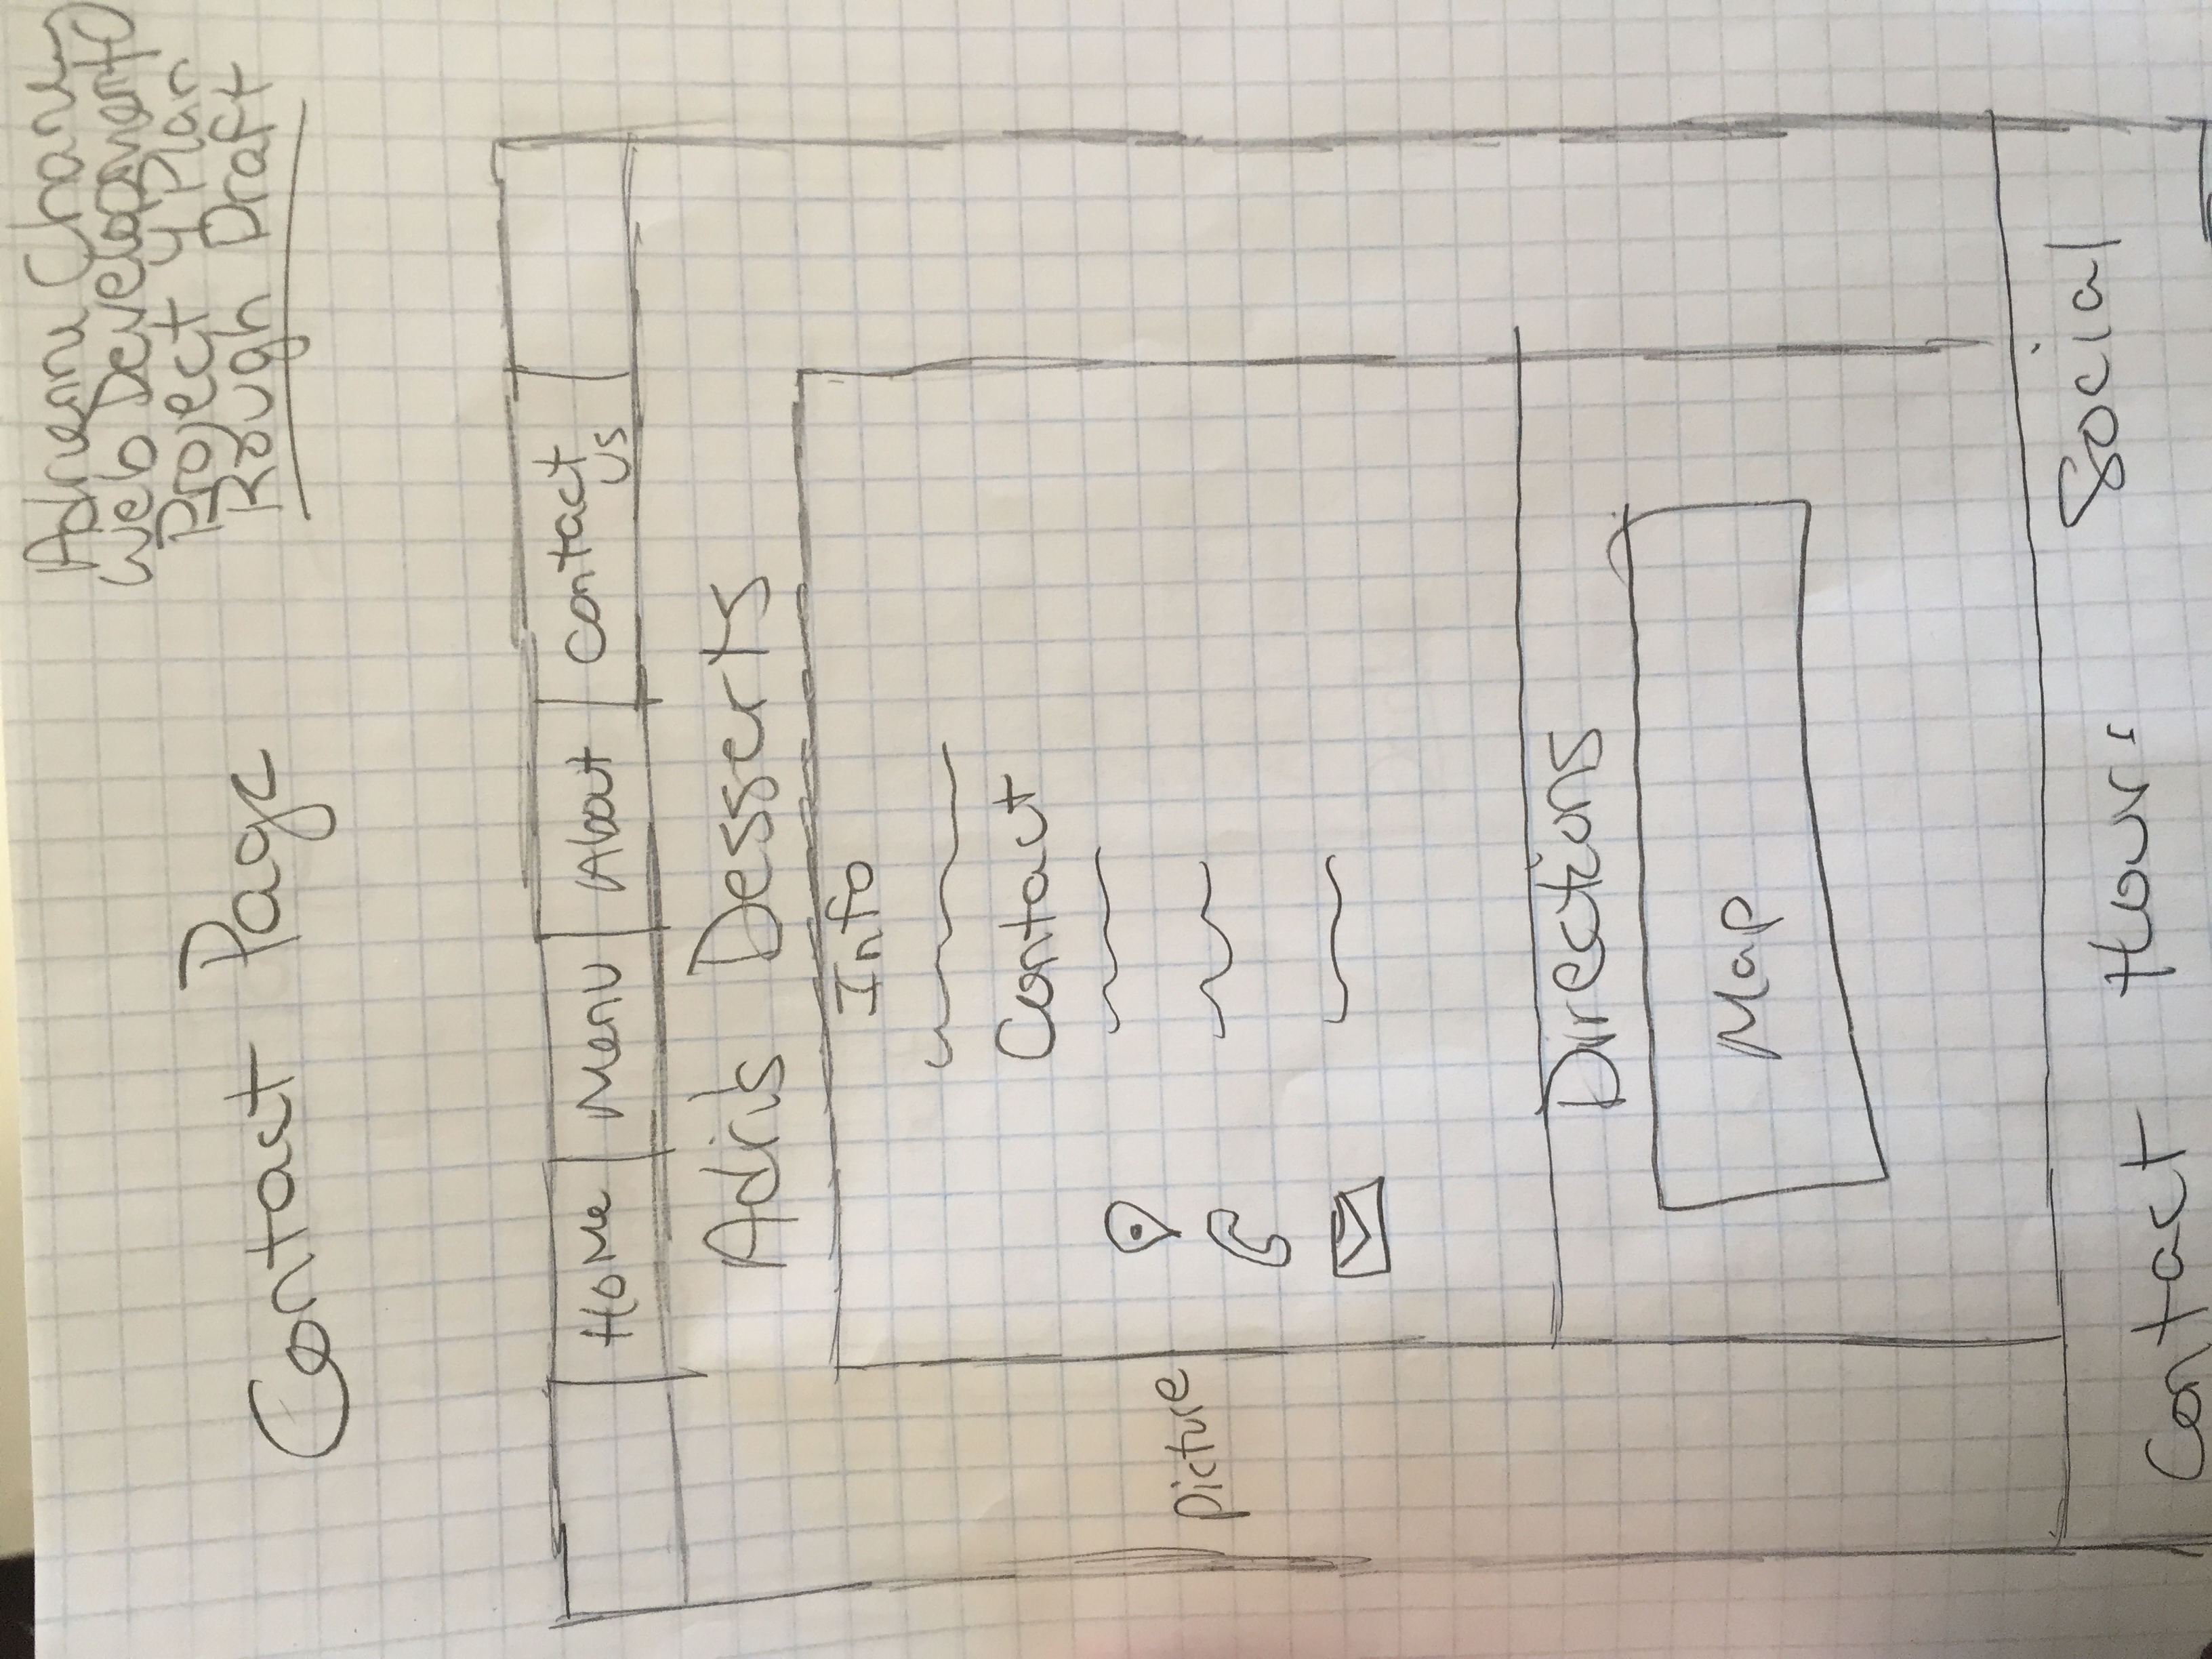 Adrienne Chaney
Web Development
Project 4 Plan
Rough Draft
Contact Page
Home Menu About Contact us
Adri's Desserts
Info
Contact
Picture
Directions
Map
Contact Hours Social